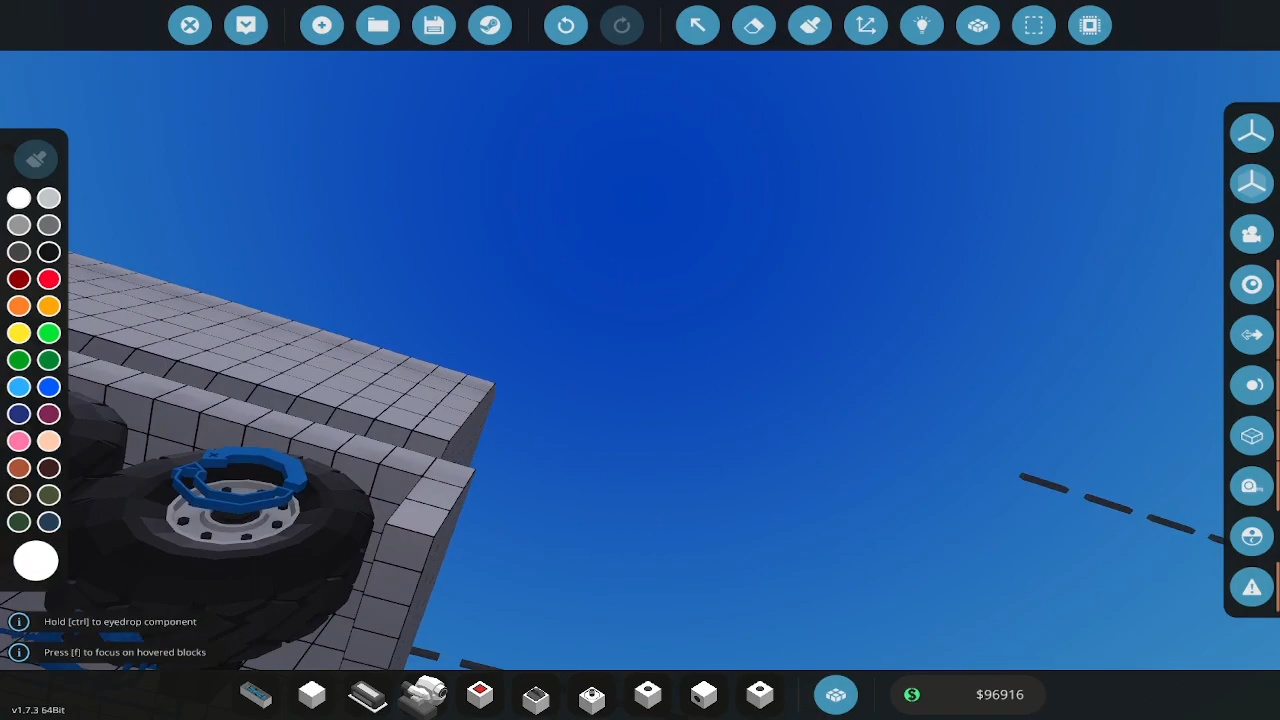 Hold [ctrl] to eyedrop component
Press [f] to focus on hovered blocks
$ $96916
v1.7.3 64Bit